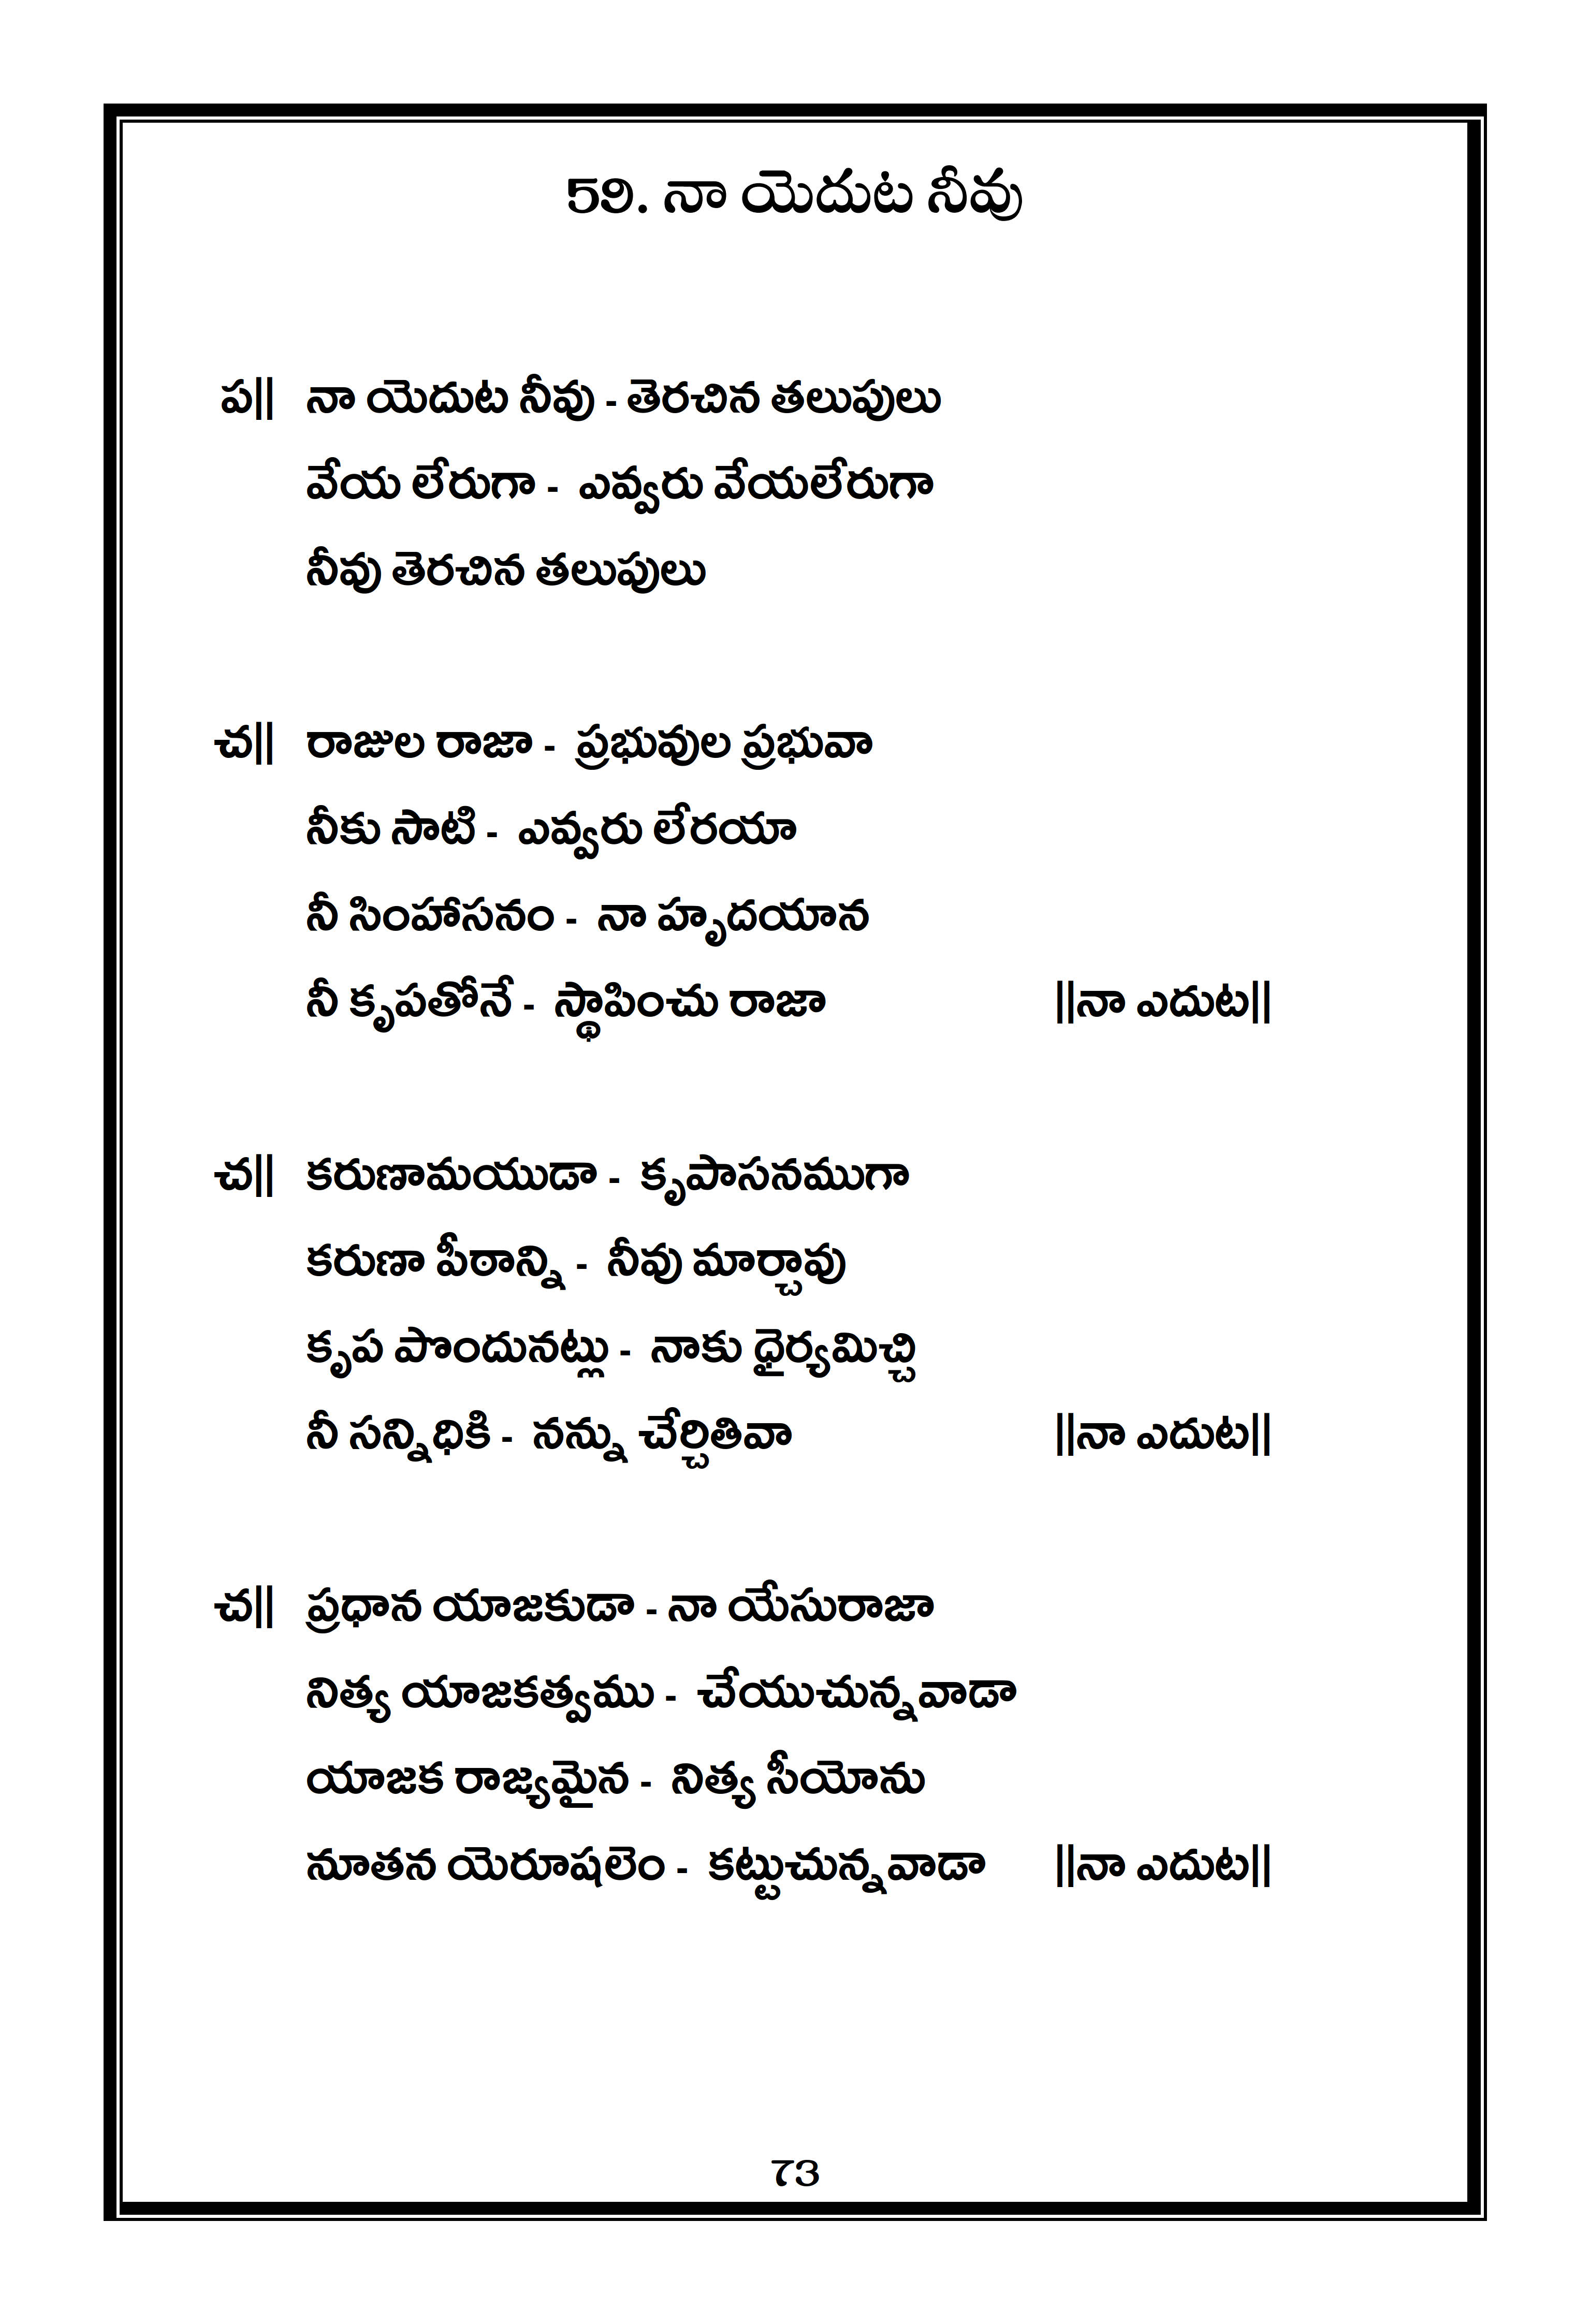 59. నా యెదుట నీవు
ప|| నా యెదుట నీవు - తెరచిన తలుపులు
వేయ లేరుగా - ఎవ్వరు వేయలేరుగా
నీవు తెరచిన తలుపులు
చ|| రాజుల రాజా - ప్రభువుల ప్రభువా
నీకు సాటి - ఎవ్వరు లేరయా
నీ సింహాసనం - నా హృదయాన
నీ కృపతోనే - స్థాపించు రాజా ||నా ఎదుట||
చ|| కరుణామయుడా - కృపాసనముగా
కరుణా పీఠాన్ని - నీవు మార్చావు
కృప పొందునట్లు - నాకు ధైర్యమిచ్చి
నీ సన్నిధికి - నన్ను చేర్చితివా ||నా ఎదుట||
చ|| ప్రధాన యాజకుడా - నా యేసురాజా
నిత్య యాజకత్వము - చేయుచున్నవాడా
యాజక రాజ్యమైన - నిత్య సీయోను
నూతన యెరూషలెం - కట్టుచున్నవాడా ||నా ఎదుట||
73